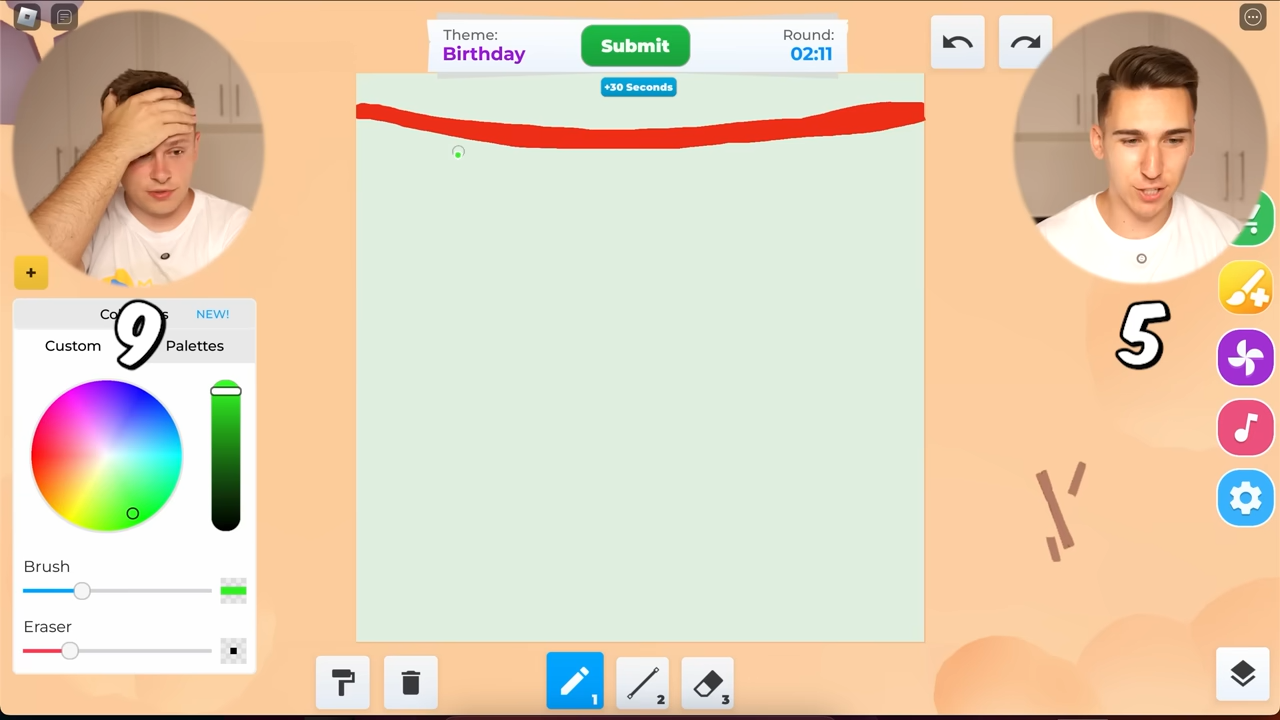 Theme:
Birthday
Submit
Round:
02:11
+30 Seconds
9
5
NEW!
Custom
Palettes
Brush
Eraser
1
2
3